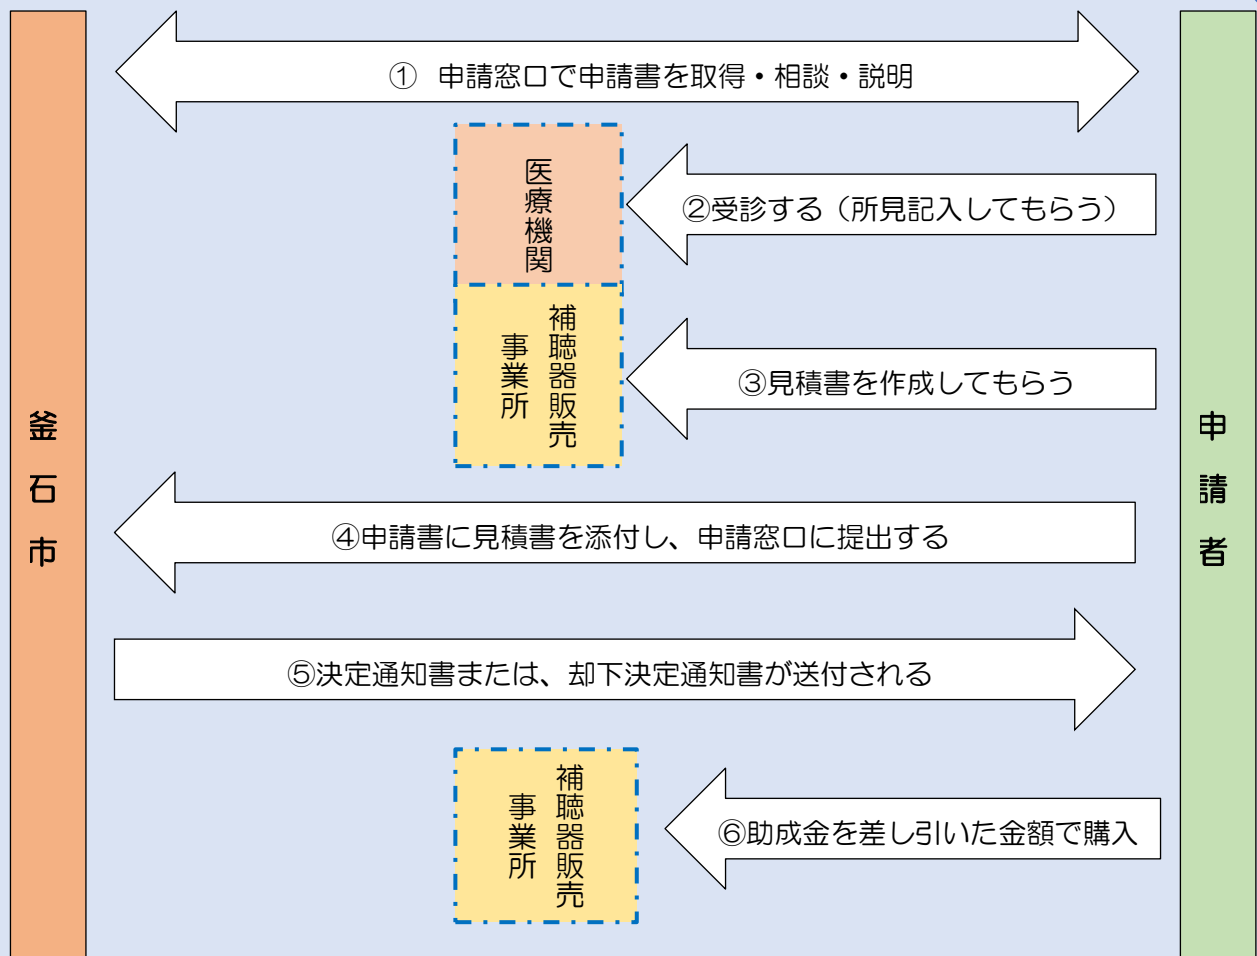 ① 申請窓口で申請書を取得・相談・説明
医療機関
②受診する（所見記入してもらう）
補聴器販売
事業所
③見積書を作成してもらう
釜石市
申請者
④申請書に見積書を添付し、申請窓口に提出する
⑤決定通知書または、却下決定通知書が送付される
補聴器販売
事業所
⑥助成金を差し引いた金額で購入